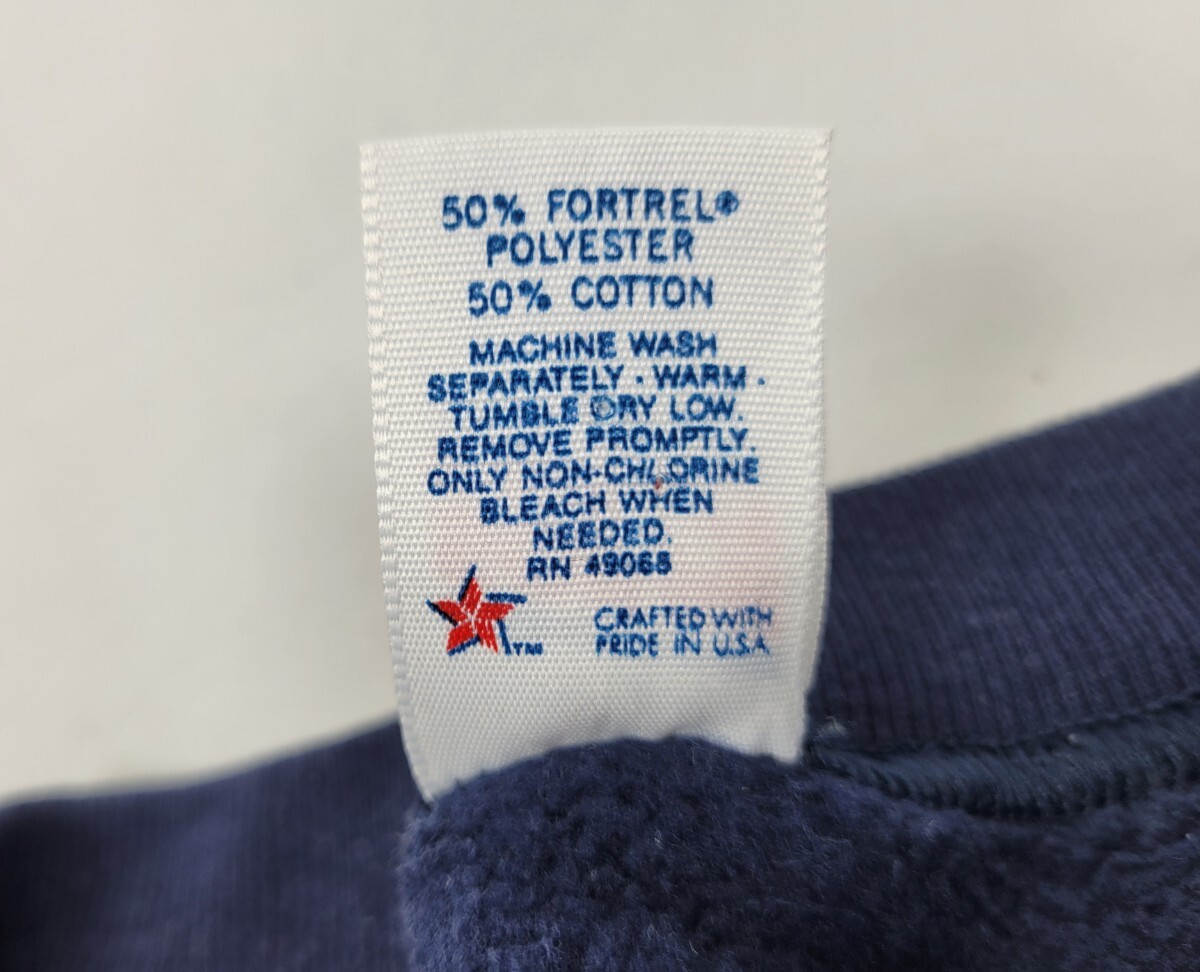 50% FORTREL®
POLYESTER
50% COTTON
MACHINE WASH
SEPARATELY · WARM ·
TUMBLE DRY LOW.
REMOVE PROMPTLY.
ONLY NON-CHLORINE
BLEACH WHEN
NEEDED.
RN 49068
TM
CRAFTED WITH
PRIDE IN U.S.A